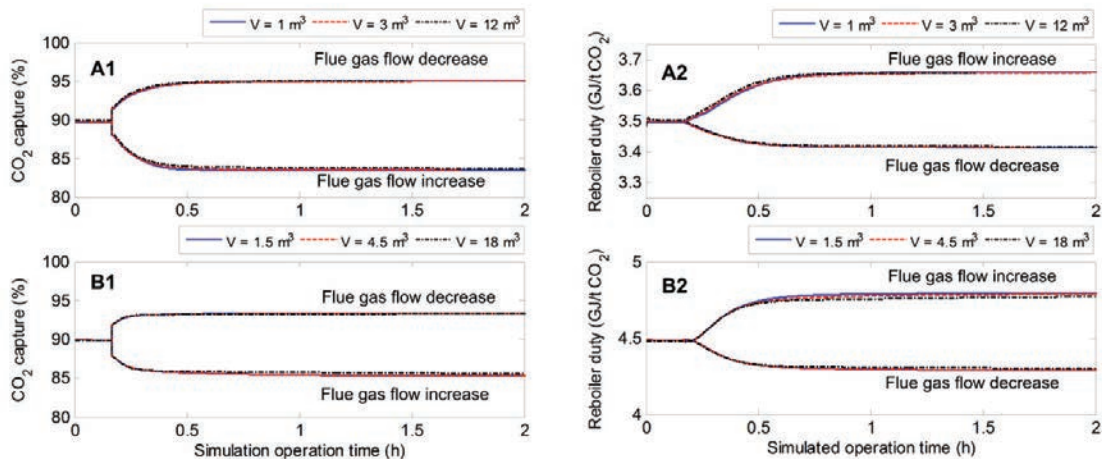 V = 1 m³ V = 3 m³ V = 12 m³
A1
Flue gas flow decrease
Flue gas flow increase
CO₂ capture (%)
100
95
90
85
80
0 0.5 1 1.5 2
V = 1 m³ V = 3 m³ V = 12 m³
A2
Flue gas flow increase
Flue gas flow decrease
Reboiler duty (GJ/t CO₂)
3.7
3.6
3.5
3.4
3.3
0 0.5 1 1.5 2
V = 1.5 m³ V = 4.5 m³ V = 18 m³
B1
Flue gas flow decrease
Flue gas flow increase
CO₂ capture (%)
100
95
90
85
80
0 0.5 1 1.5 2
Simulation operation time (h)
V = 1.5 m³ V = 4.5 m³ V = 18 m³
B2
Flue gas flow increase
Flue gas flow decrease
Reboiler duty (GJ/t CO₂)
5
4.5
4
0 0.5 1 1.5 2
Simulated operation time (h)